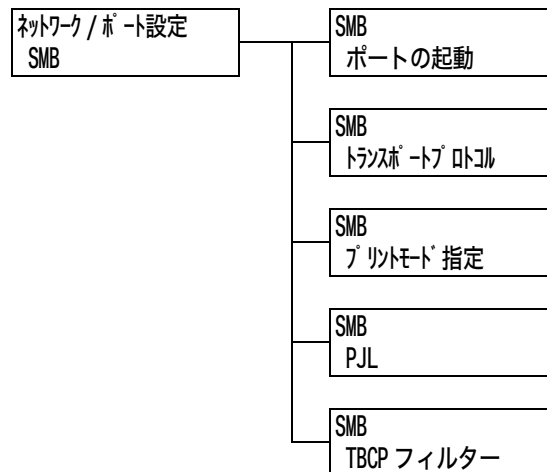 ﾈｯﾄﾜｰｸ / ﾎﾟｰﾄ設定
SMB
SMB
ポートの起動
SMB
ﾄﾗﾝｽﾎﾟｰﾄﾌﾟﾛﾄｺﾙ
SMB
ﾌﾟﾘﾝﾄﾓｰﾄﾞ指定
SMB
PJL
SMB
TBCP フィルター